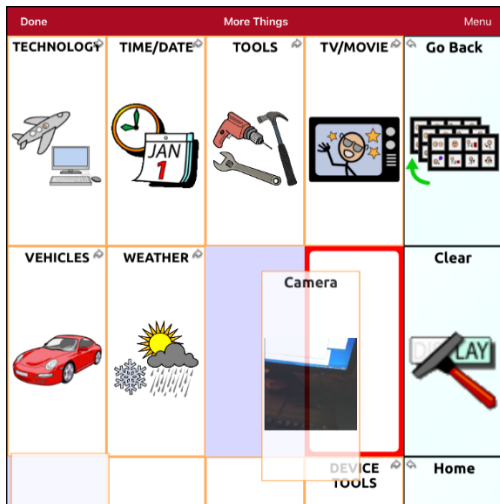 Done More Things Menu
TECHNOLOGY TIME/DATE TOOLS TV/MOVIE Go Back
JAN
1
VEHICLES WEATHER Clear
Camera
LAY
DEVICE
TOOLS
Home